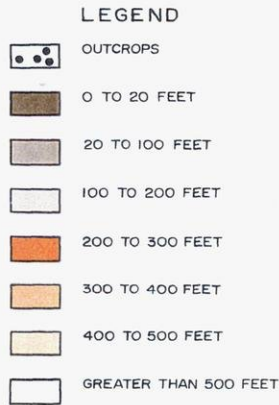 LEGEND
OUTCROPS
0 TO 20 FEET
20 TO 100 FEET
100 TO 200 FEET
200 TO 300 FEET
300 TO 400 FEET
400 TO 500 FEET
GREATER THAN 500 FEET